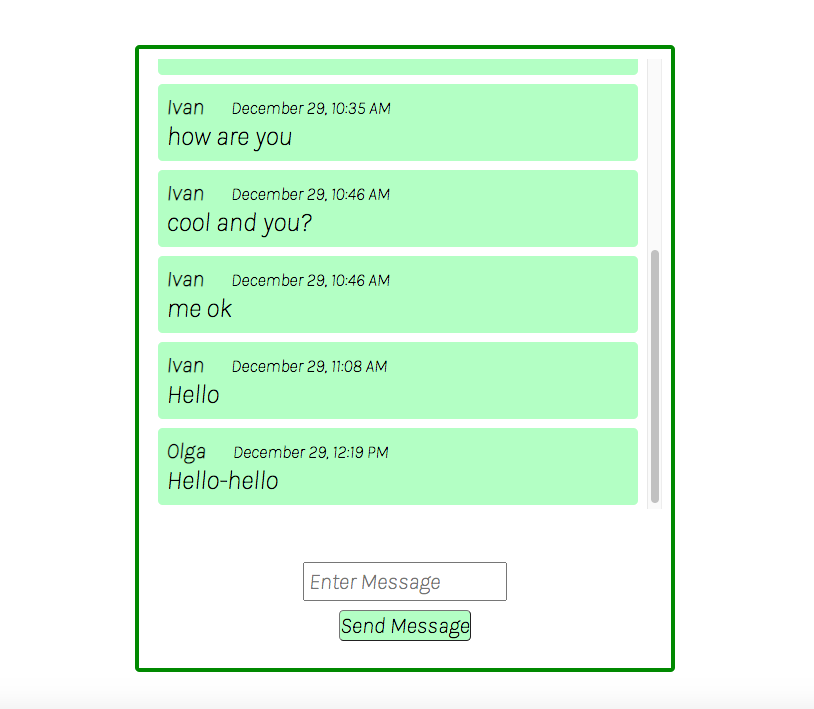 Ivan December 29, 10:35 AM
how are you
Ivan December 29, 10:46 AM
cool and you?
Ivan December 29, 10:46 AM
me ok
Ivan December 29, 11:08 AM
Hello
Olga December 29, 12:19 PM
Hello-hello
Enter Message
Send Message